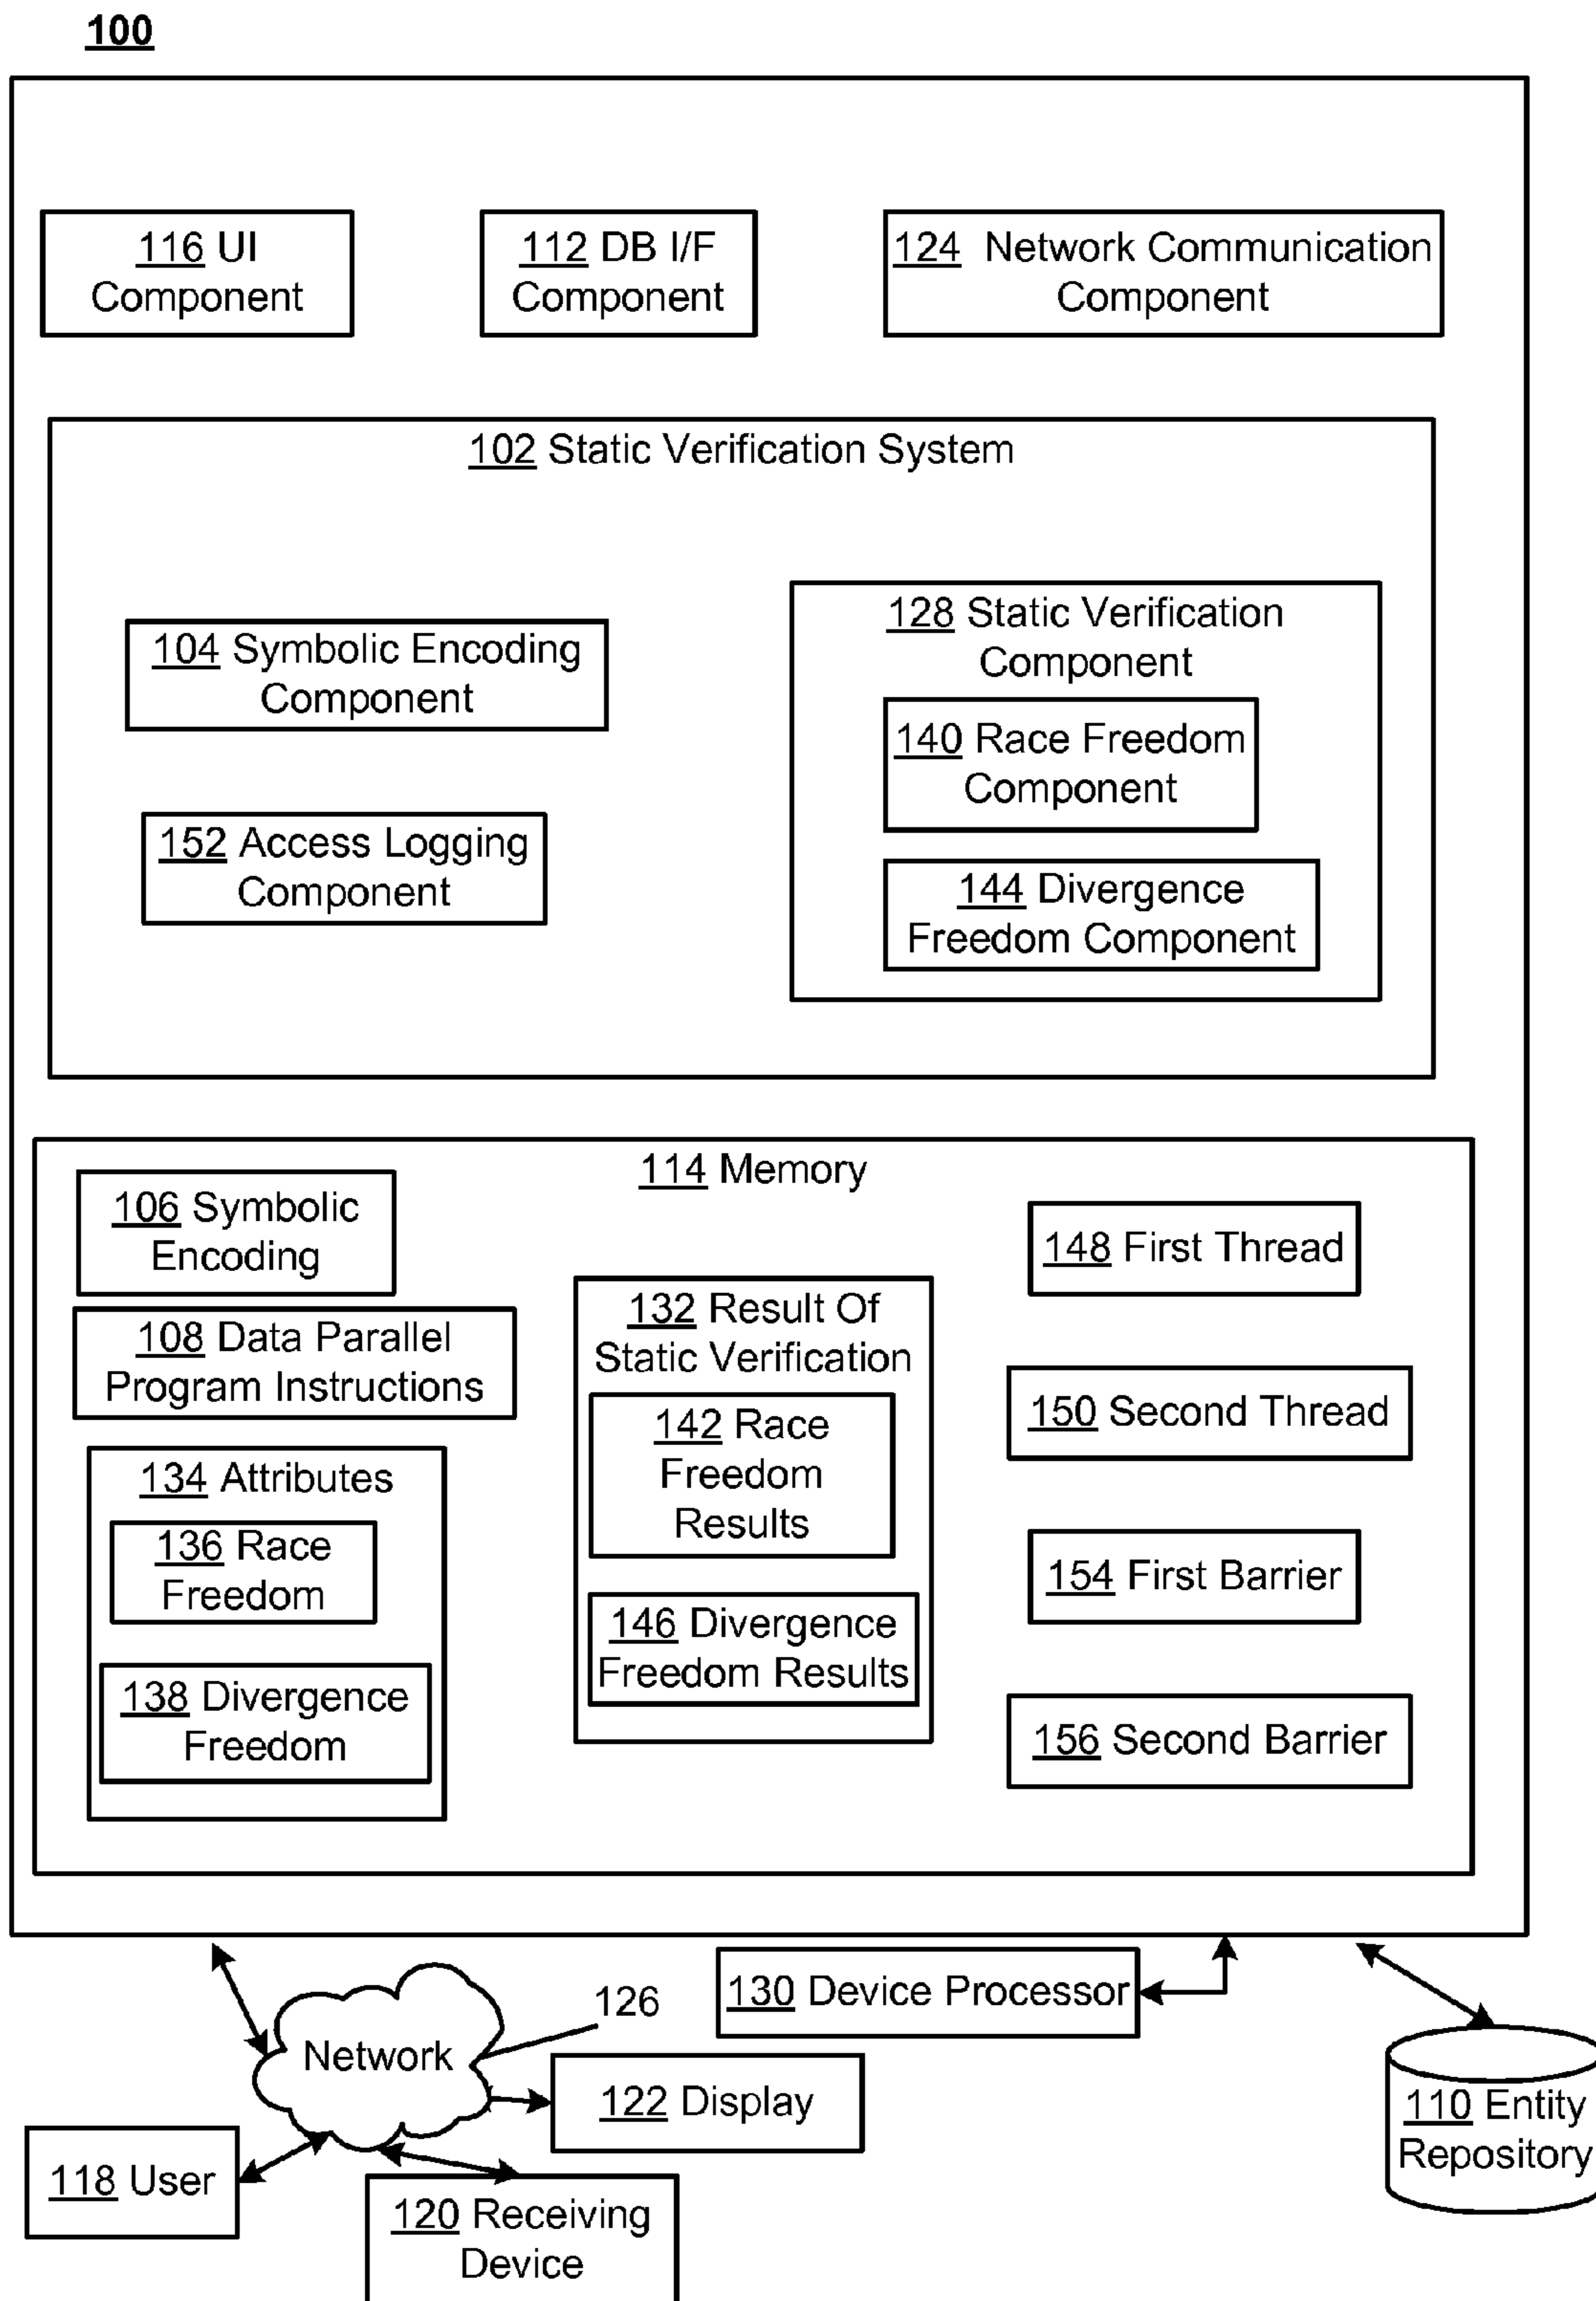 100
116 UI
Component
112 DB I/F
Component
124 Network Communication
Component
102 Static Verification System
104 Symbolic Encoding
Component
152 Access Logging
Component
128 Static Verification
Component
140 Race Freedom
Component
144 Divergence
Freedom Component
114 Memory
106 Symbolic
Encoding
108 Data Parallel
Program Instructions
134 Attributes
136 Race
Freedom
138 Divergence
Freedom
132 Result Of
Static Verification
142 Race
Freedom
Results
146 Divergence
Freedom Results
148 First Thread
150 Second Thread
154 First Barrier
156 Second Barrier
130 Device Processor
126
Network
122 Display
110 Entity
Repository
118 User
120 Receiving
Device